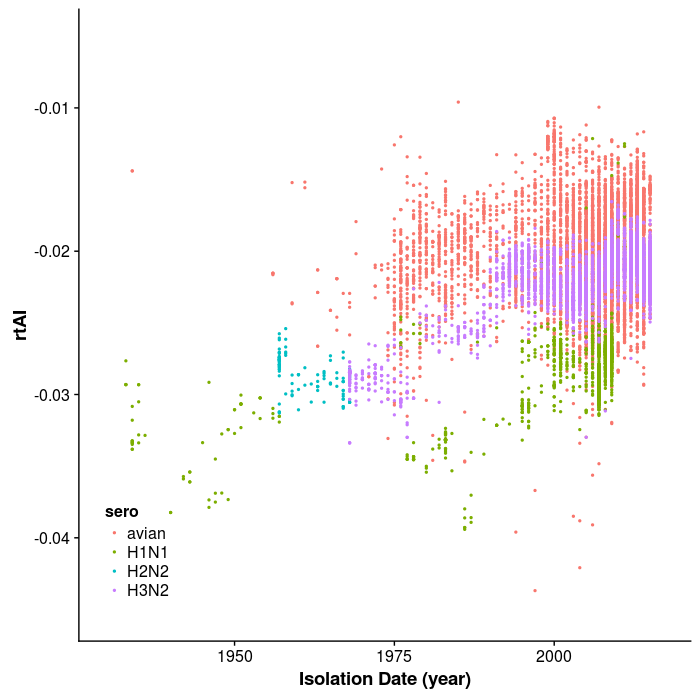 -0.01
-0.02
rtAI
-0.03
-0.04
sero
avian
H1N1
H2N2
H3N2
1950
1975
2000
Isolation Date (year)